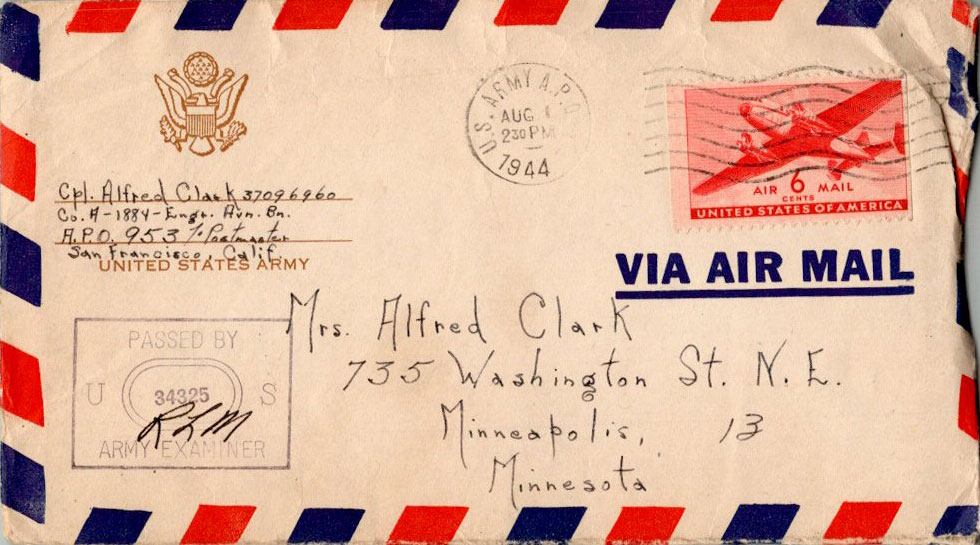 Cpl. Alfred Clark 37096960
Co. A-1884-Engr. Avn. Bn.
A.P.O. 953 % Postmaster
San Francisco, Calif.
UNITED STATES ARMY
U.S. ARMY A.P.O.
AUG 1
230 PM
1944
AIR 6 MAIL
CENTS
UNITED STATES OF AMERICA
VIA AIR MAIL
Mrs. Alfred Clark
735 Washington St. N.E.
Minneapolis, 13
Minnesota
PASSED BY
U 34325 S
RLM
ARMY EXAMINER